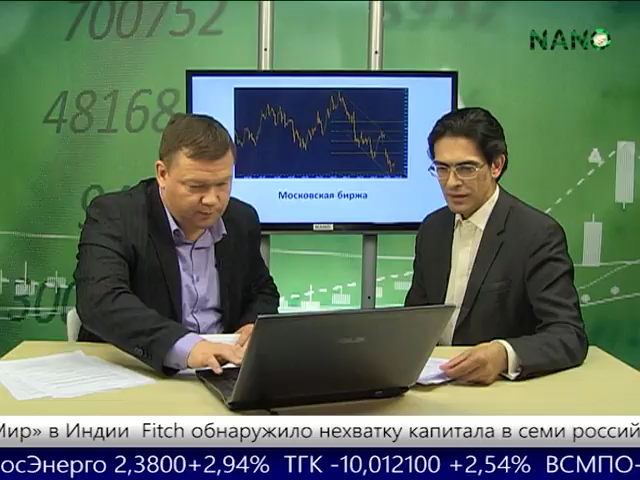 700752
NANO
48168
Московская биржа
NANO
Мир» в Индии Fitch обнаружило нехватку капитала в семи россий
осЭнерго 2,3800+2,94% ТГК -10,012100 +2,54% ВСМПО-